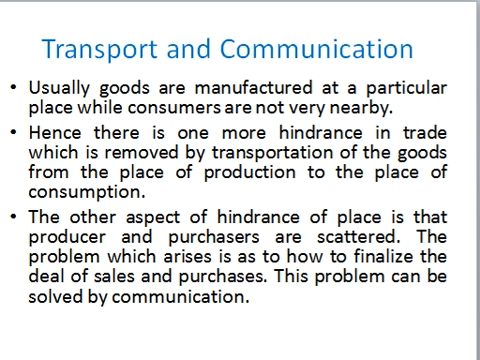 Transport and Communication
• Usually goods are manufactured at a particular
place while consumers are not very nearby.
• Hence there is one more hindrance in trade
which is removed by transportation of the goods
from the place of production to the place of
consumption.
• The other aspect of hindrance of place is that
producer and purchasers are scattered. The
problem which arises is as to how to finalize the
deal of sales and purchases. This problem can be
solved by communication.